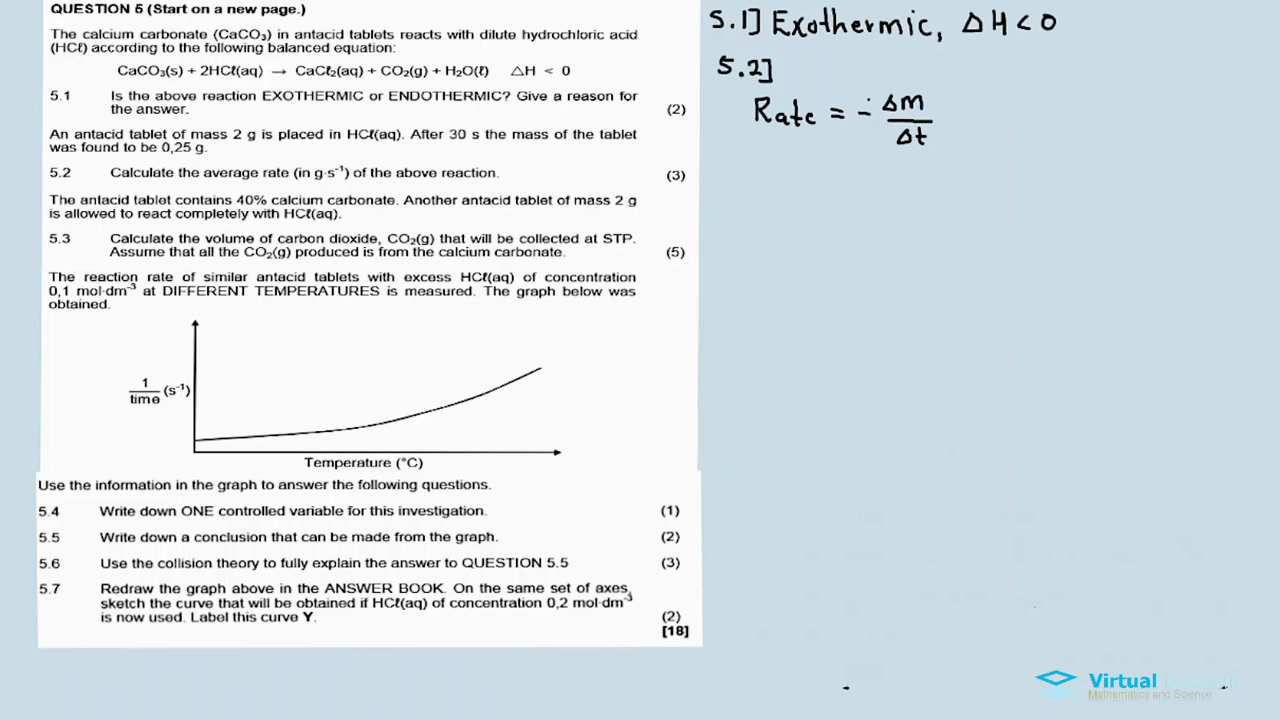 QUESTION 5 (Start on a new page.)
The calcium carbonate (CaCO₃) in antacid tablets reacts with dilute hydrochloric acid
(HCℓ) according to the following balanced equation:
CaCO₃(s) + 2HCℓ(aq) → CaCℓ₂(aq) + CO₂(g) + H₂O(ℓ) △H < 0
5.1 Is the above reaction EXOTHERMIC or ENDOTHERMIC? Give a reason for
the answer. (2)
An antacid tablet of mass 2 g is placed in HCℓ(aq). After 30 s the mass of the tablet
was found to be 0,25 g.
5.2 Calculate the average rate (in g·s⁻¹) of the above reaction. (3)
The antacid tablet contains 40% calcium carbonate. Another antacid tablet of mass 2 g
is allowed to react completely with HCℓ(aq).
5.3 Calculate the volume of carbon dioxide, CO₂(g) that will be collected at STP.
Assume that all the CO₂(g) produced is from the calcium carbonate. (5)
The reaction rate of similar antacid tablets with excess HCℓ(aq) of concentration
0,1 mol·dm⁻³ at DIFFERENT TEMPERATURES is measured. The graph below was
obtained.
1
time (s⁻¹)
Temperature (°C)
Use the information in the graph to answer the following questions.
5.4 Write down ONE controlled variable for this investigation. (1)
5.5 Write down a conclusion that can be made from the graph. (2)
5.6 Use the collision theory to fully explain the answer to QUESTION 5.5 (3)
5.7 Redraw the graph above in the ANSWER BOOK. On the same set of axes,
sketch the curve that will be obtained if HCℓ(aq) of concentration 0,2 mol·dm⁻³
is now used. Label this curve Y. (2)
[18]
5.1] Exothermic, △H < 0
5.2]
Rate = - △m
△t
Virtual
Mathematics and Science